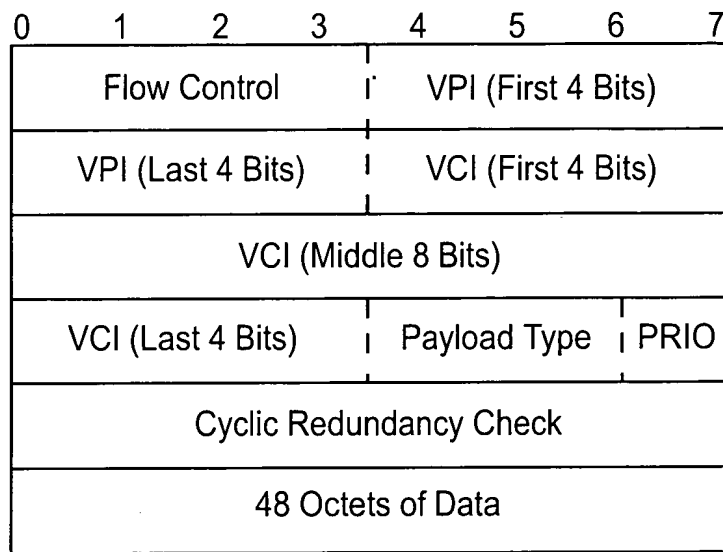 0 1 2 3 4 5 6 7
Flow Control VPI (First 4 Bits)
VPI (Last 4 Bits) VCI (First 4 Bits)
VCI (Middle 8 Bits)
VCI (Last 4 Bits) Payload Type PRIO
Cyclic Redundancy Check
48 Octets of Data